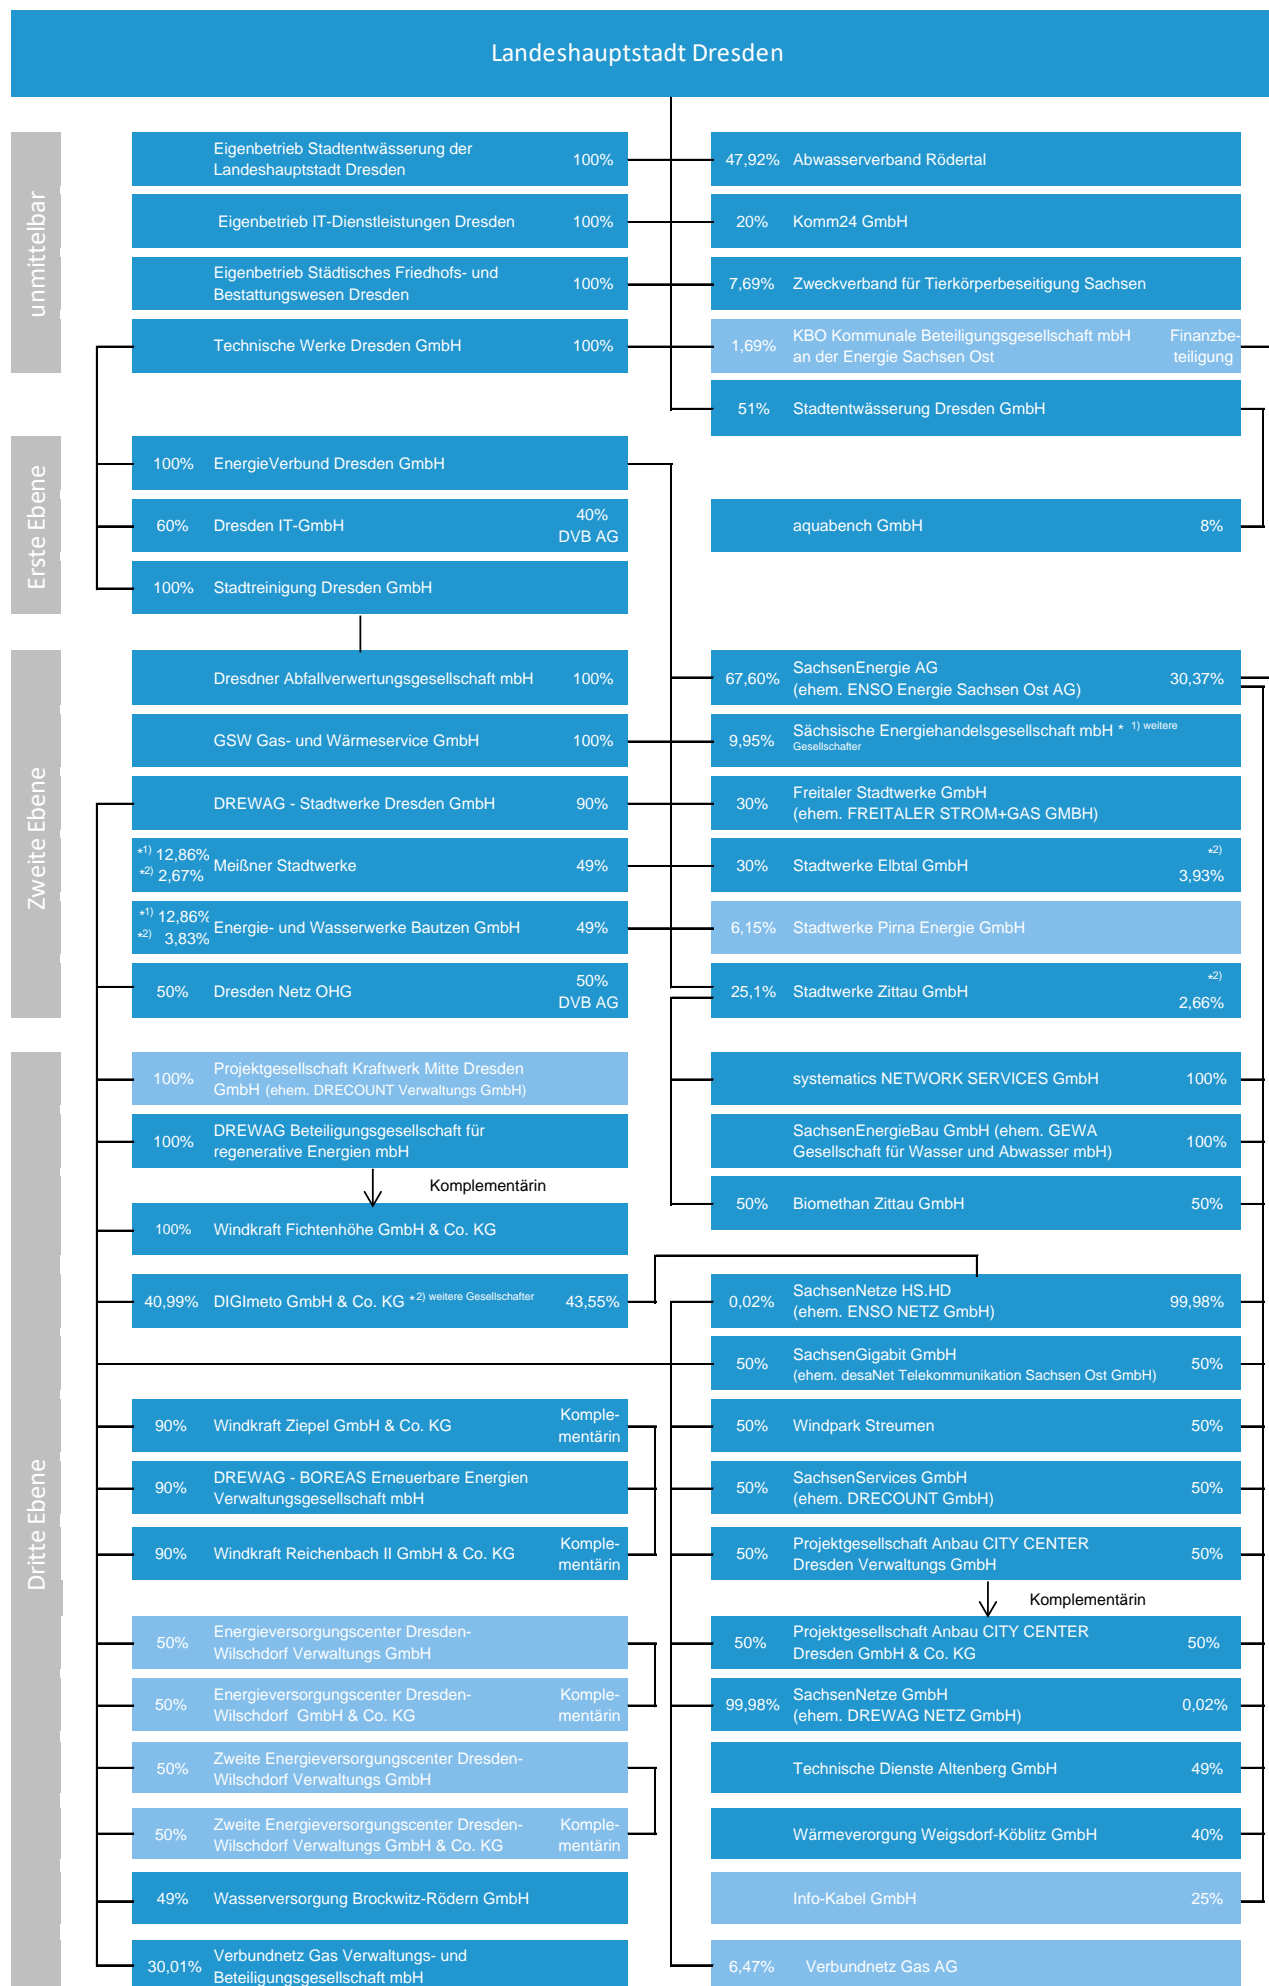 Landeshauptstadt Dresden
unmittelbar
Eigenbetrieb Stadtentwässerung der
Landeshauptstadt Dresden
100%
47,92% Abwasserverband Rödertal
Eigenbetrieb IT-Dienstleistungen Dresden 100%
20% Komm24 GmbH
Eigenbetrieb Städtisches Friedhofs- und
Bestattungswesen Dresden
100%
7,69% Zweckverband für Tierkörperbeseitigung Sachsen
Technische Werke Dresden GmbH 100%
1,69%
KBO Kommunale Beteiligungsgesellschaft mbH
an der Energie Sachsen Ost
Finanzbe-
teiligung
51% Stadtentwässerung Dresden GmbH
Erste Ebene
100% EnergieVerbund Dresden GmbH
60% Dresden IT-GmbH
40%
DVB AG
aquabench GmbH 8%
100% Stadtreinigung Dresden GmbH
Zweite Ebene
Dresdner Abfallverwertungsgesellschaft mbH 100%
67,60%
SachsenEnergie AG
(ehem. ENSO Energie Sachsen Ost AG)
30,37%
GSW Gas- und Wärmeservice GmbH 100%
9,95%
Sächsische Energiehandelsgesellschaft mbH * 1) weitere
Gesellschafter
DREWAG - Stadtwerke Dresden GmbH 90%
30%
Freitaler Stadtwerke GmbH
(ehem. FREITALER STROM+GAS GMBH)
*1) 12,86%
*2) 2,67%
Meißner Stadtwerke 49%
30% Stadtwerke Elbtal GmbH
*2)
3,93%
*1) 12,86%
*2) 3,83%
Energie- und Wasserwerke Bautzen GmbH 49%
6,15% Stadtwerke Pirna Energie GmbH
50% Dresden Netz OHG
50%
DVB AG
25,1% Stadtwerke Zittau GmbH
*2)
2,66%
Dritte Ebene
100%
Projektgesellschaft Kraftwerk Mitte Dresden
GmbH (ehem. DRECOUNT Verwaltungs GmbH)
systematics NETWORK SERVICES GmbH 100%
100%
DREWAG Beteiligungsgesellschaft für
regenerative Energien mbH
SachsenEnergieBau GmbH (ehem. GEWA
Gesellschaft für Wasser und Abwasser mbH)
100%
Komplementärin
100% Windkraft Fichtenhöhe GmbH & Co. KG
50% Biomethan Zittau GmbH 50%
40,99% DIGImeto GmbH & Co. KG *2) weitere Gesellschafter 43,55%
0,02%
SachsenNetze HS.HD
(ehem. ENSO NETZ GmbH)
99,98%
50%
SachsenGigabit GmbH
(ehem. desaNet Telekommunikation Sachsen Ost GmbH)
50%
90% Windkraft Ziepel GmbH & Co. KG
Komple-
mentärin
50% Windpark Streumen 50%
90%
DREWAG - BOREAS Erneuerbare Energien
Verwaltungsgesellschaft mbH
50%
SachsenServices GmbH
(ehem. DRECOUNT GmbH)
50%
90% Windkraft Reichenbach II GmbH & Co. KG
Komple-
mentärin
50%
Projektgesellschaft Anbau CITY CENTER
Dresden Verwaltungs GmbH
50%
Komplementärin
50%
Energieversorgungscenter Dresden-
Wilschdorf Verwaltungs GmbH
50%
Projektgesellschaft Anbau CITY CENTER
Dresden GmbH & Co. KG
50%
50%
Energieversorgungscenter Dresden-
Wilschdorf GmbH & Co. KG
Komple-
mentärin
99,98%
SachsenNetze GmbH
(ehem. DREWAG NETZ GmbH)
0,02%
50%
Zweite Energieversorgungscenter Dresden-
Wilschdorf Verwaltungs GmbH
Technische Dienste Altenberg GmbH 49%
50%
Zweite Energieversorgungscenter Dresden-
Wilschdorf Verwaltungs GmbH & Co. KG
Komple-
mentärin
Wärmeverorgung Weigsdorf-Köblitz GmbH 40%
49% Wasserversorgung Brockwitz-Rödern GmbH
Info-Kabel GmbH 25%
30,01%
Verbundnetz Gas Verwaltungs- und
Beteiligungsgesellschaft mbH
6,47% Verbundnetz Gas AG